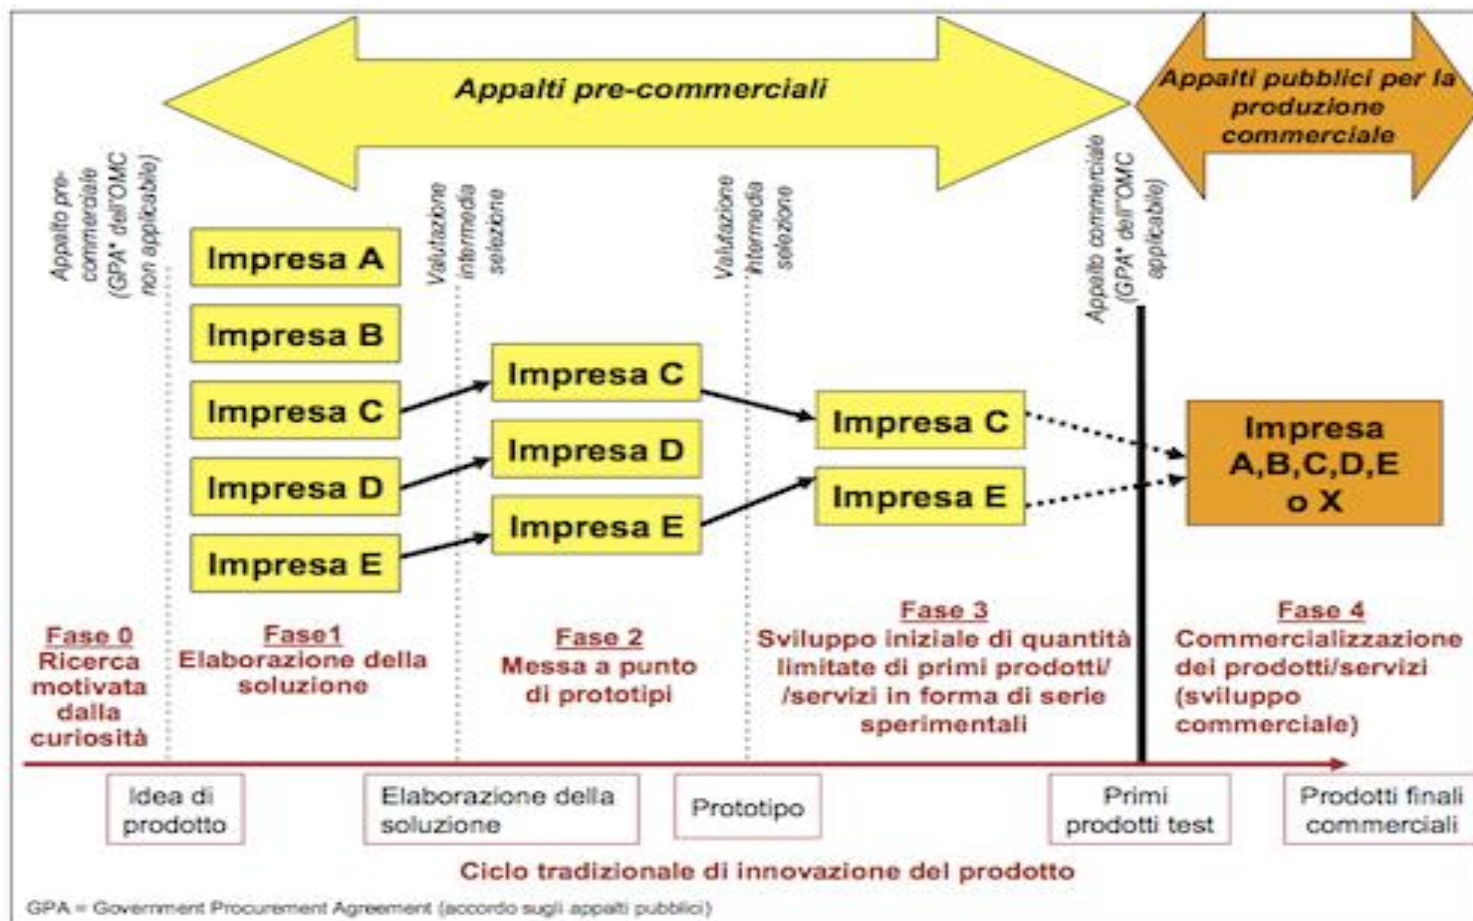 Appalti pre-commerciali
Appalti pubblici per la
produzione
commerciale
Appalto pre-
commerciale
(GPA* dell'OMC
non applicabile)
Valutazione
intermedia
selezione
Valutazione
intermedia
selezione
Appalto commerciale
(GPA* dell'OMC
applicabile)
Impresa A
Impresa B
Impresa C
Impresa D
Impresa E
Impresa C
Impresa D
Impresa E
Impresa C
Impresa E
Impresa
A,B,C,D,E
o X
Fase 0
Ricerca
motivata
dalla
curiosità
Fase1
Elaborazione della
soluzione
Fase 2
Messa a punto
di prototipi
Fase 3
Sviluppo iniziale di quantità
limitate di primi prodotti/
/servizi in forma di serie
sperimentali
Fase 4
Commercializzazione
dei prodotti/servizi
(sviluppo
commerciale)
Idea di
prodotto
Elaborazione della
soluzione
Prototipo
Primi
prodotti test
Prodotti finali
commerciali
Ciclo tradizionale di innovazione del prodotto
GPA = Government Procurement Agreement (accordo sugli appalti pubblici)